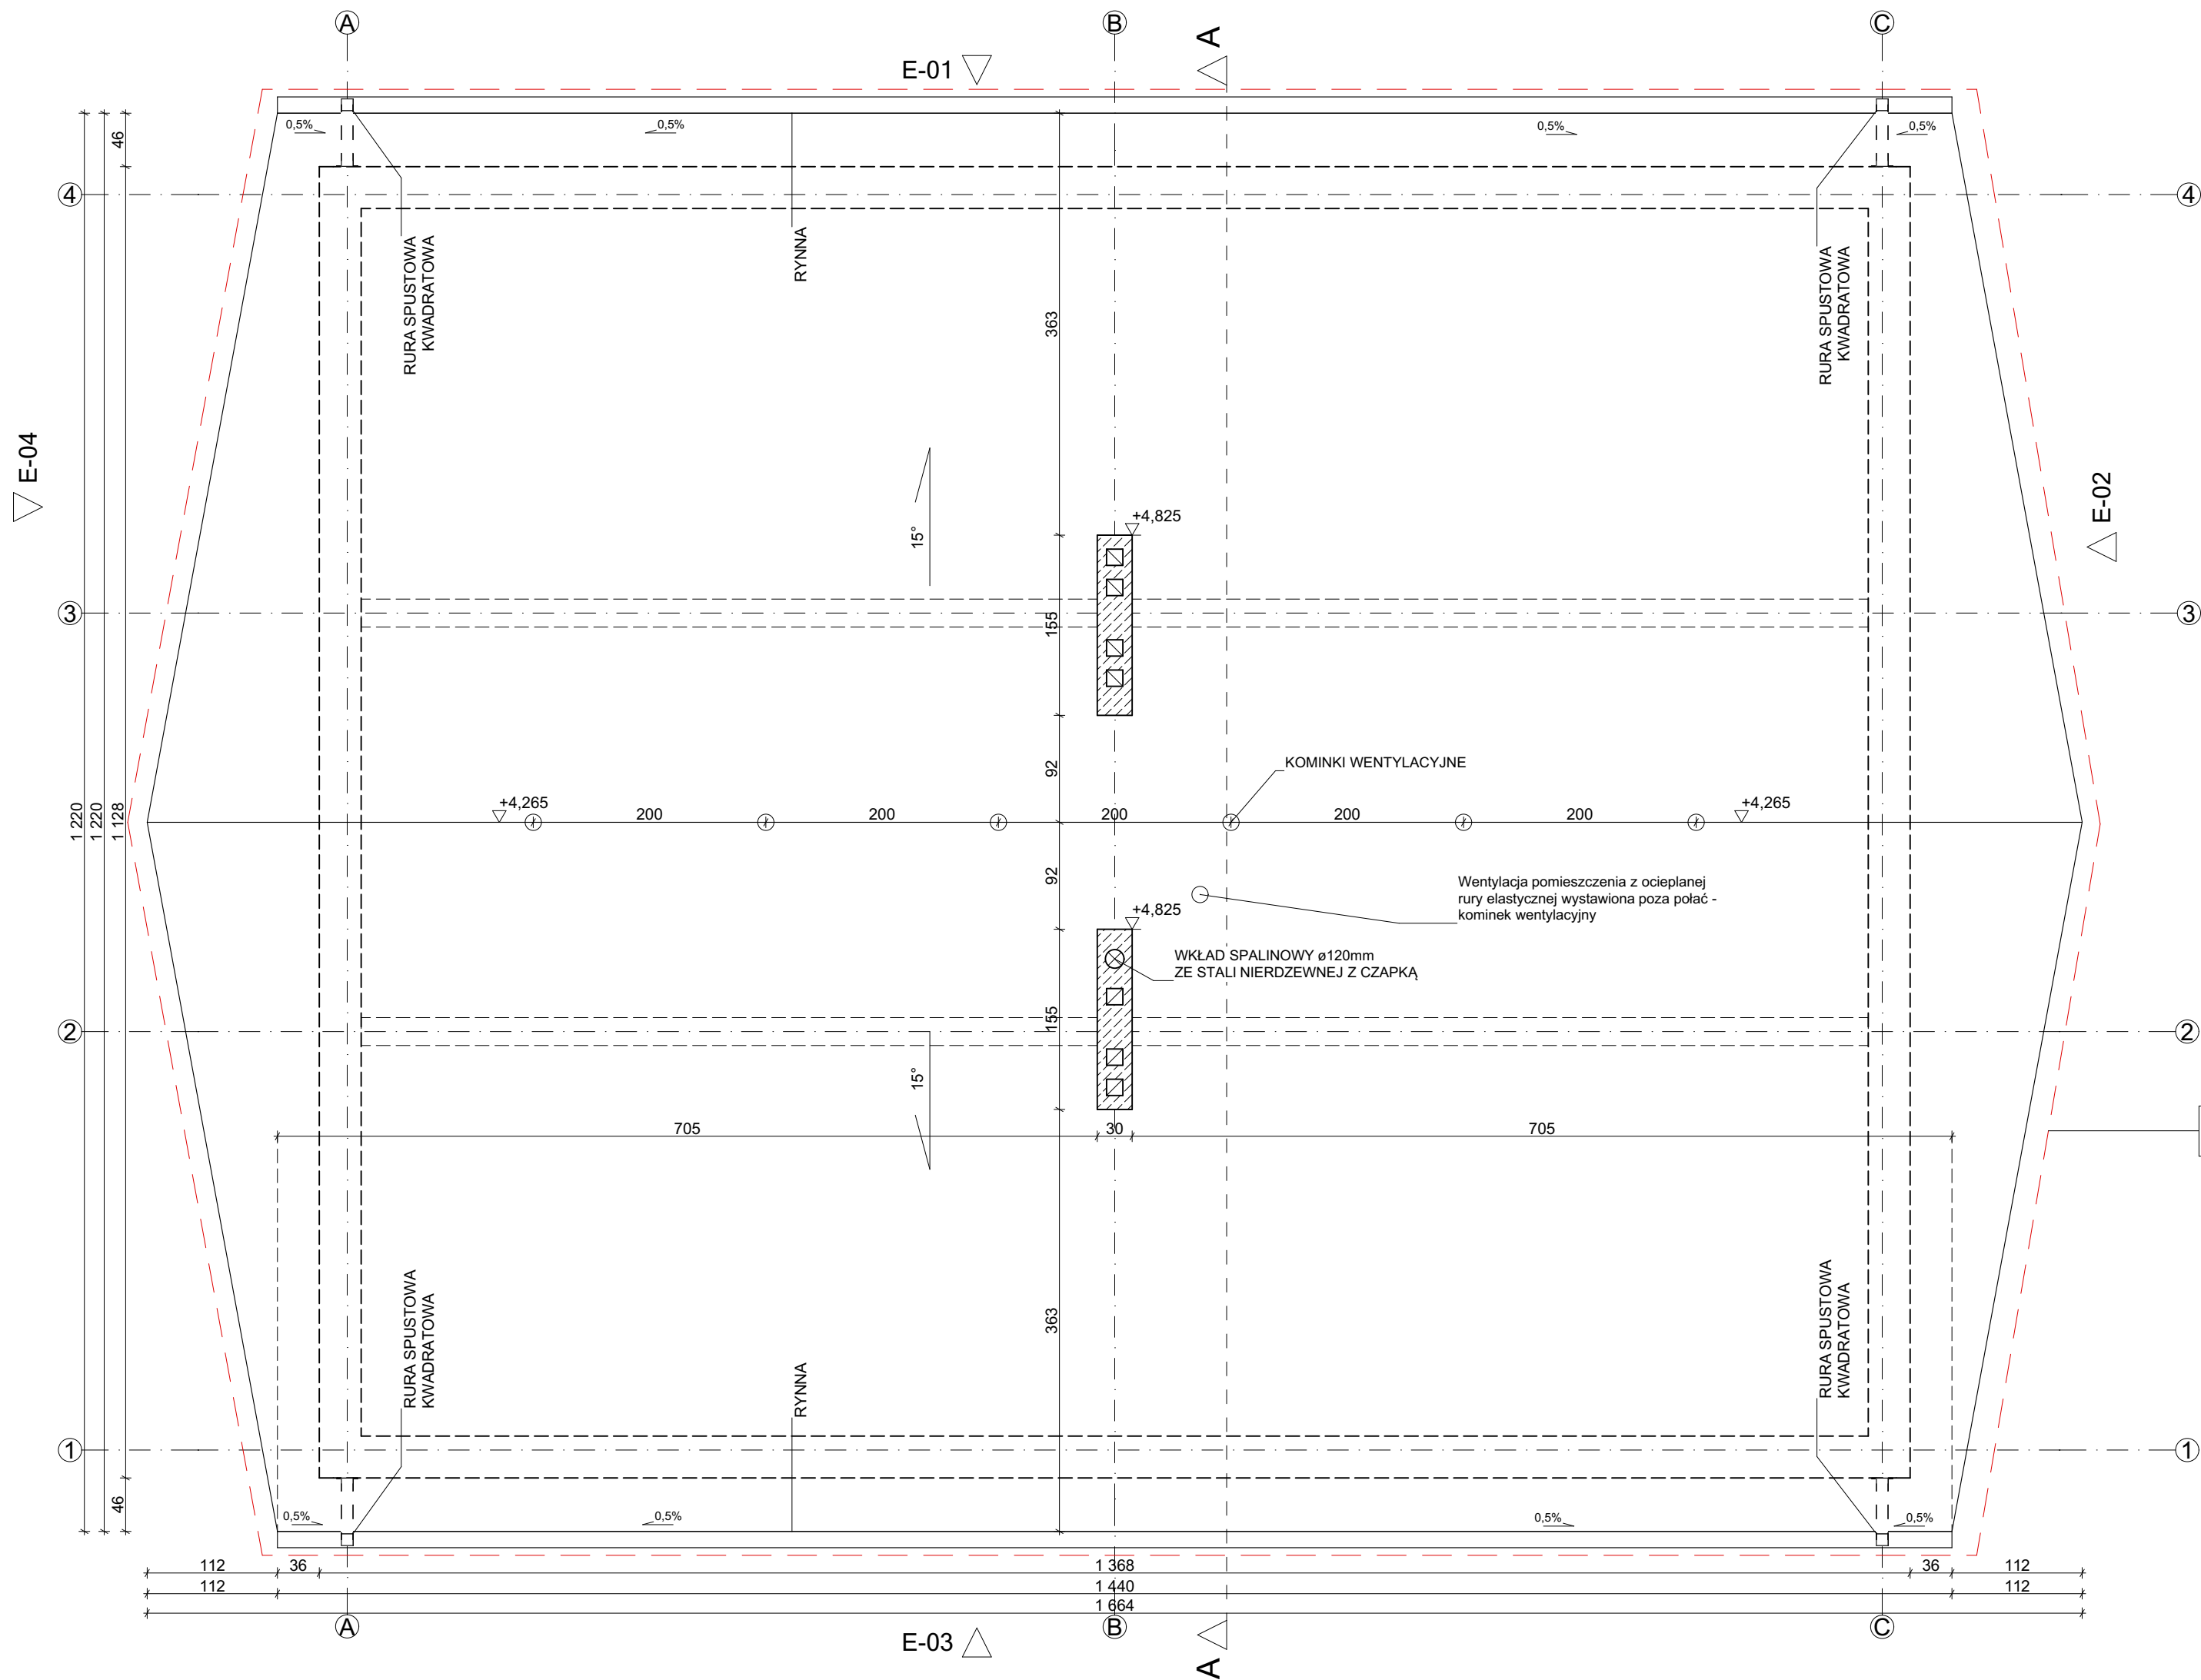 A
B
A
C
E-01
0,5%
0,5%
0,5%
0,5%
46
4
4
RURA SPUSTOWA
KWADRATOWA
RYNNA
RURA SPUSTOWA
KWADRATOWA
363
E-04
E-02
15°
+4,825
3
3
155
92
KOMINKI WENTYLACYJNE
1 220
1 220
1 128
+4,265
200
200
200
200
200
+4,265
92
Wentylacja pomieszczenia z ocieplanej
rury elastycznej wystawiona poza połać -
kominek wentylacyjny
+4,825
WKŁAD SPALINOWY ø120mm
ZE STALI NIERDZEWNEJ Z CZAPKĄ
2
2
155
15°
705
30
705
363
RURA SPUSTOWA
KWADRATOWA
RYNNA
RURA SPUSTOWA
KWADRATOWA
1
1
46
0,5%
0,5%
0,5%
0,5%
112
36
1 368
36
112
112
1 440
112
1 664
A
B
C
E-03
A